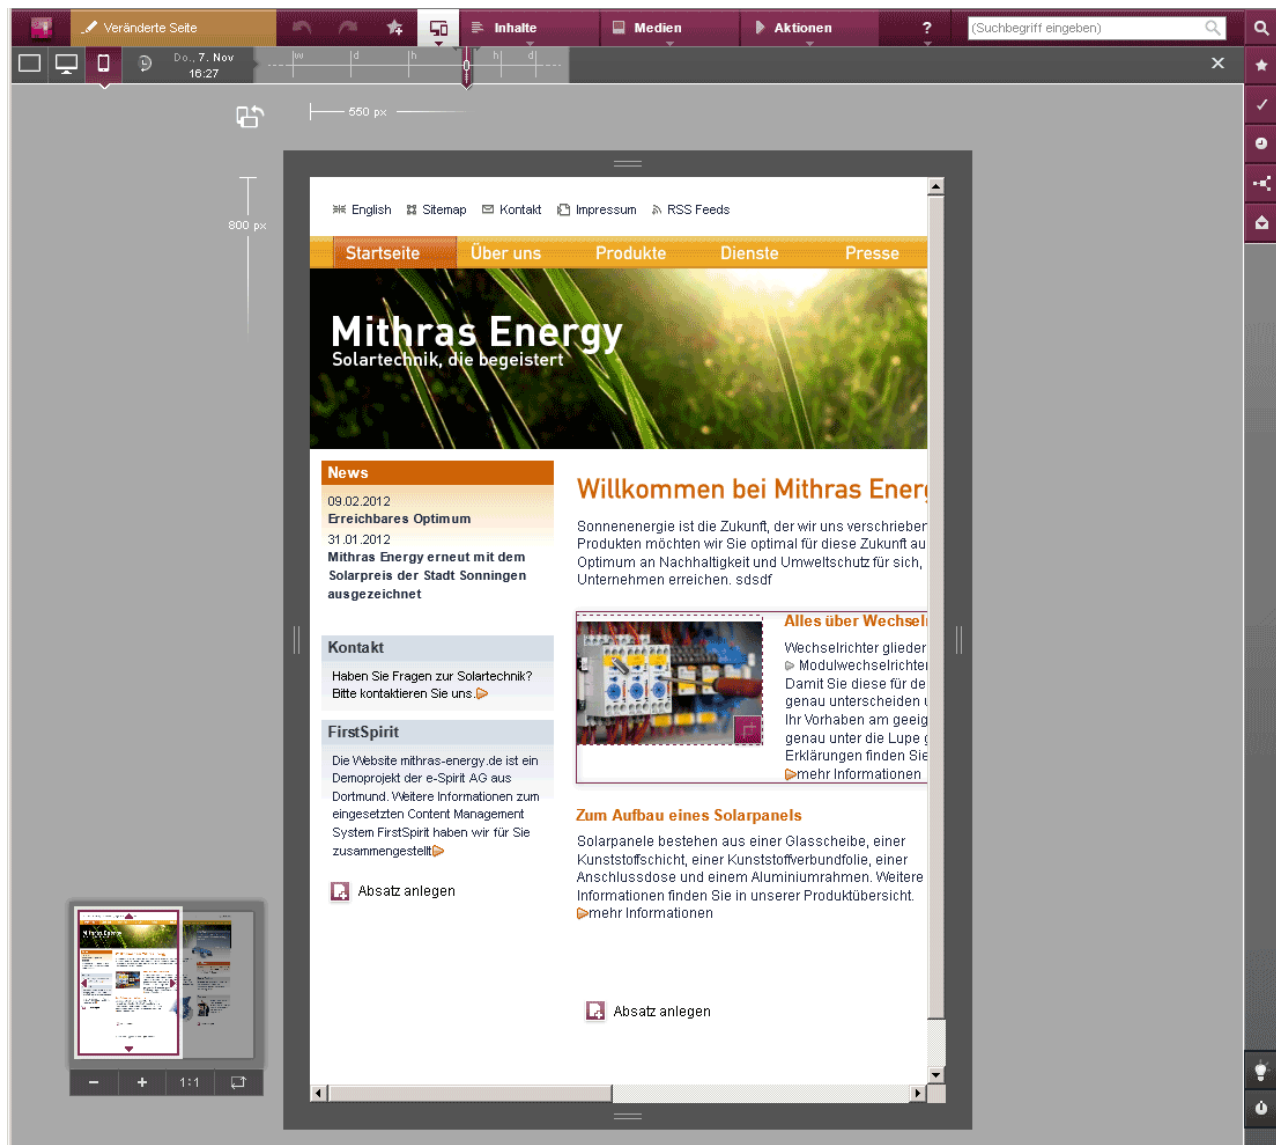 Veränderte Seite
Inhalte
Medien
Aktionen
?
(Suchbegriff eingeben)
Do., 7. Nov
16:27
w d h 0 h d
550 px
800 px
English Sitemap Kontakt Impressum RSS Feeds
Startseite Über uns Produkte Dienste Presse
Mithras Energy
Solartechnik, die begeistert
News
09.02.2012
Erreichbares Optimum
31.01.2012
Mithras Energy erneut mit dem
Solarpreis der Stadt Sonningen
ausgezeichnet
Kontakt
Haben Sie Fragen zur Solartechnik?
Bitte kontaktieren Sie uns.
FirstSpirit
Die Website mithras-energy.de ist ein
Demoprojekt der e-Spirit AG aus
Dortmund. Weitere Informationen zum
eingesetzten Content Management
System FirstSpirit haben wir für Sie
zusammengestellt
Absatz anlegen
Willkommen bei Mithras Ener
Sonnenenergie ist die Zukunft, der wir uns verschrieben
Produkten möchten wir Sie optimal für diese Zukunft au
Optimum an Nachhaltigkeit und Umweltschutz für sich,
Unternehmen erreichen. sdsdf
Alles über Wechsel
Wechselrichter glieder
Modulwechselrichter
Damit Sie diese für de
genau unterscheiden
Ihr Vorhaben am geeig
genau unter die Lupe
Erklärungen finden Sie
mehr Informationen
Zum Aufbau eines Solarpanels
Solarpanele bestehen aus einer Glasscheibe, einer
Kunststoffschicht, einer Kunststoffverbundfolie, einer
Anschlussdose und einem Aluminiumrahmen. Weitere
Informationen finden Sie in unserer Produktübersicht.
mehr Informationen
Absatz anlegen
1:1